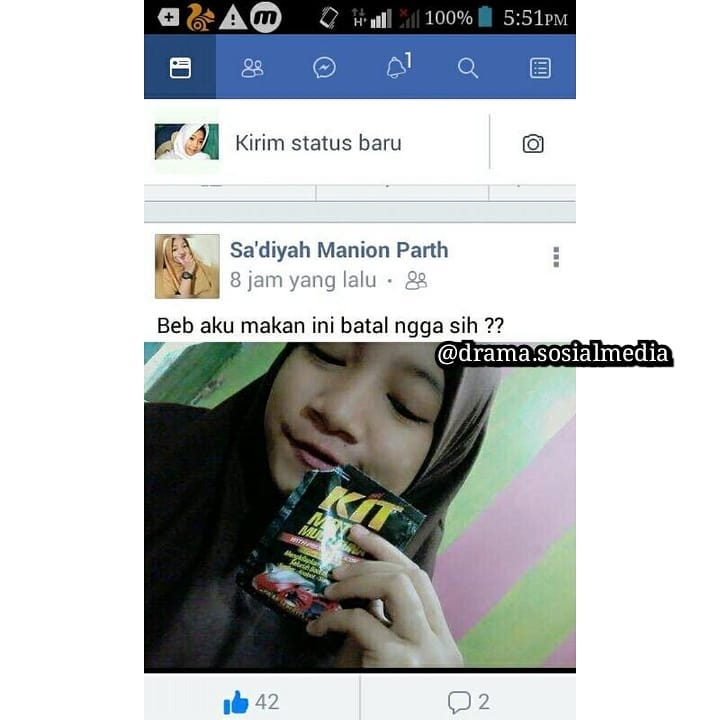 100% 5:51PM
1
Kirim status baru
Sa'diyah Manion Parth
8 jam yang lalu ·
Beb aku makan ini batal ngga sih ??
@drama.sosialmedia
KIT
42
2